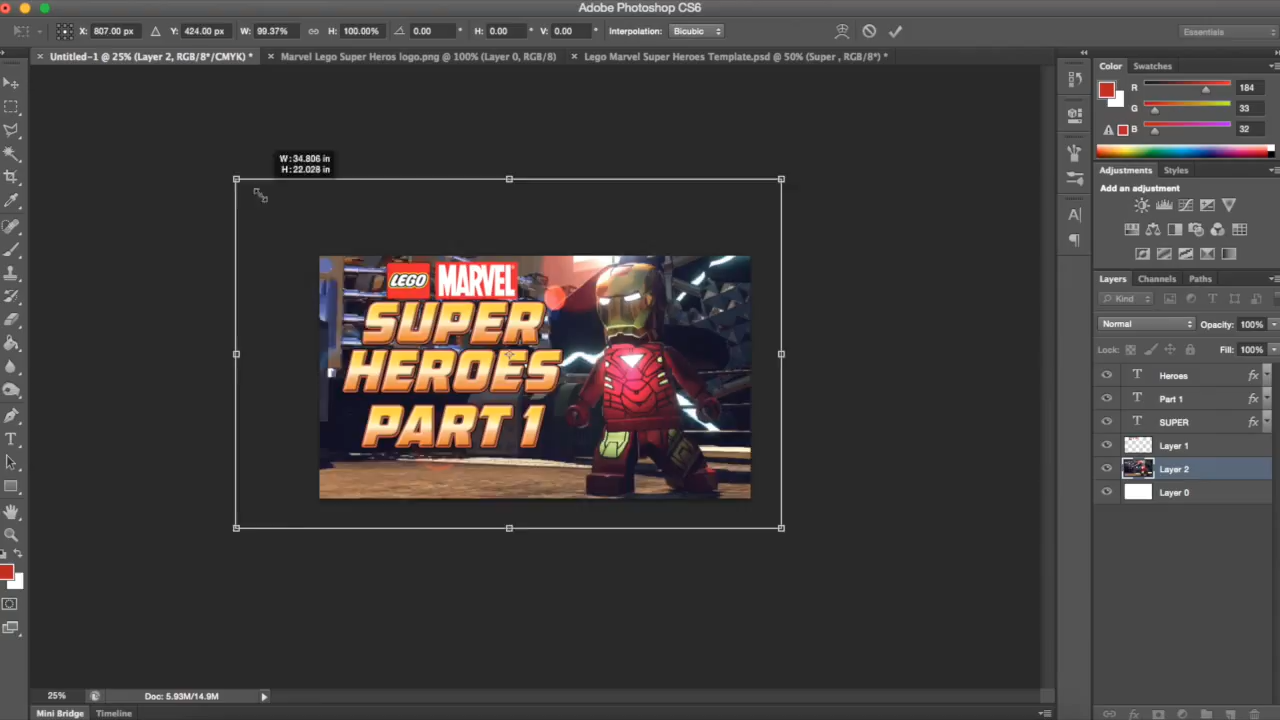 Adobe Photoshop CS6
X: 807.00 px Y: 424.00 px W: 99.37% H: 100.00% 0.00 ° H: 0.00 ° V: 0.00 ° Interpolation: Bicubic Essentials
Untitled-1 @ 25% (Layer 2, RGB/8*/CMYK) * Marvel Lego Super Heros logo.png @ 100% (Layer 0, RGB/8) Lego Marvel Super Heroes Template.psd @ 50% (Super , RGB/8*) *
W: 34.806 in
H: 22.028 in
LEGO MARVEL
SUPER
HEROES
PART 1
Color Swatches
R 184
G 33
B 32
Adjustments Styles
Add an adjustment
Layers Channels Paths
Kind
Normal Opacity: 100%
Lock: Fill: 100%
T Heroes fx
T Part 1 fx
T SUPER fx
Layer 1
Layer 2
Layer 0
25% Doc: 5.93M/14.9M
Mini Bridge Timeline